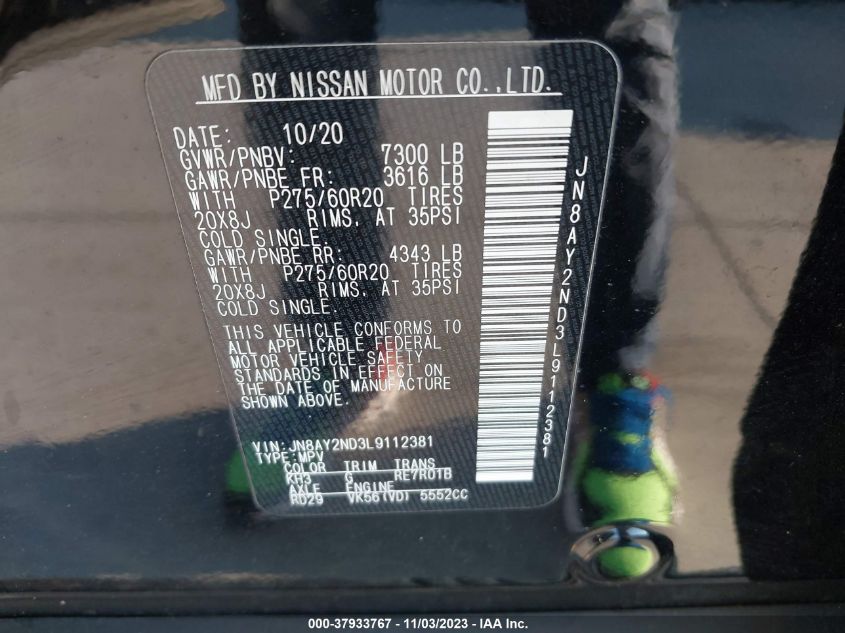 MFD BY NISSAN MOTOR CO.,LTD.
DATE: 10/20
GVWR/PNBV: 7300 LB
GAWR/PNBE FR: 3616 LB
WITH P275/60R20 TIRES
20X8J RIMS, AT 35PSI
COLD SINGLE.
GAWR/PNBE RR: 4343 LB
WITH P275/60R20 TIRES
20X8J RIMS, AT 35PSI
COLD SINGLE.
THIS VEHICLE CONFORMS TO
ALL APPLICABLE FEDERAL
MOTOR VEHICLE SAFETY
STANDARDS IN EFFECT ON
THE DATE OF MANUFACTURE
SHOWN ABOVE.
VIN:JN8AY2ND3L9112381
TYPE:MPV
COLOR TRIM TRANS
KH3 G RE7R01B
AXLE ENGINE
RD29 VK56(VD) 5552CC
JN8AY2ND3L9112381
000-37933767 - 11/03/2023 - IAA Inc.